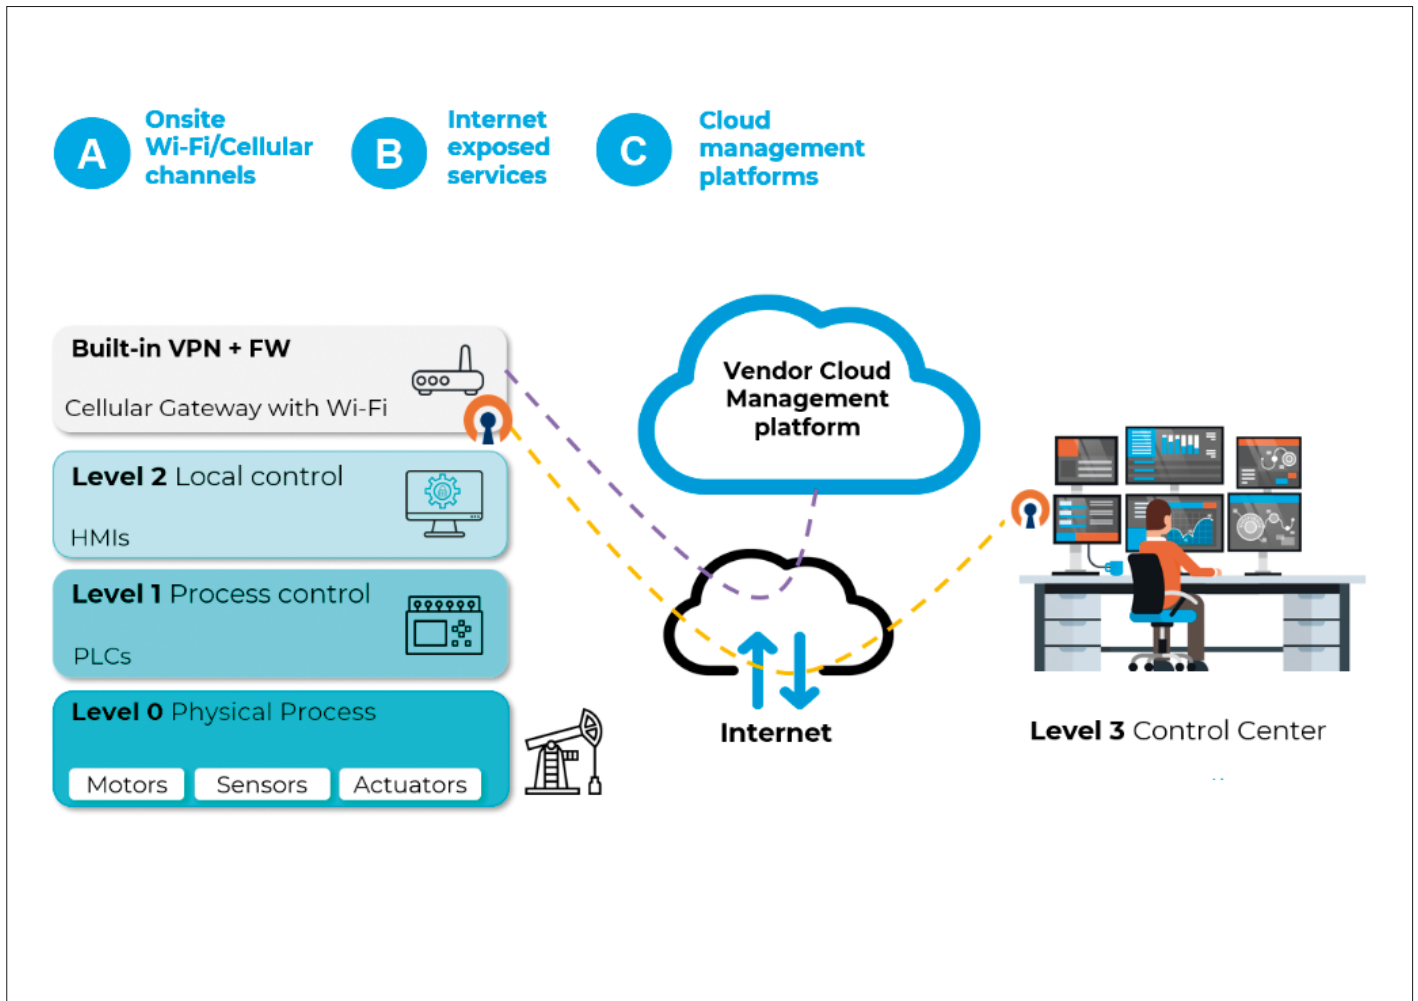 A
Onsite
Wi-Fi/Cellular
channels
B
Internet
exposed
services
C
Cloud
management
platforms
Built-in VPN + FW
Cellular Gateway with Wi-Fi
Level 2 Local control
HMIs
Level 1 Process control
PLCs
Level 0 Physical Process
Motors
Sensors
Actuators
Vendor Cloud
Management
platform
Internet
Level 3 Control Center